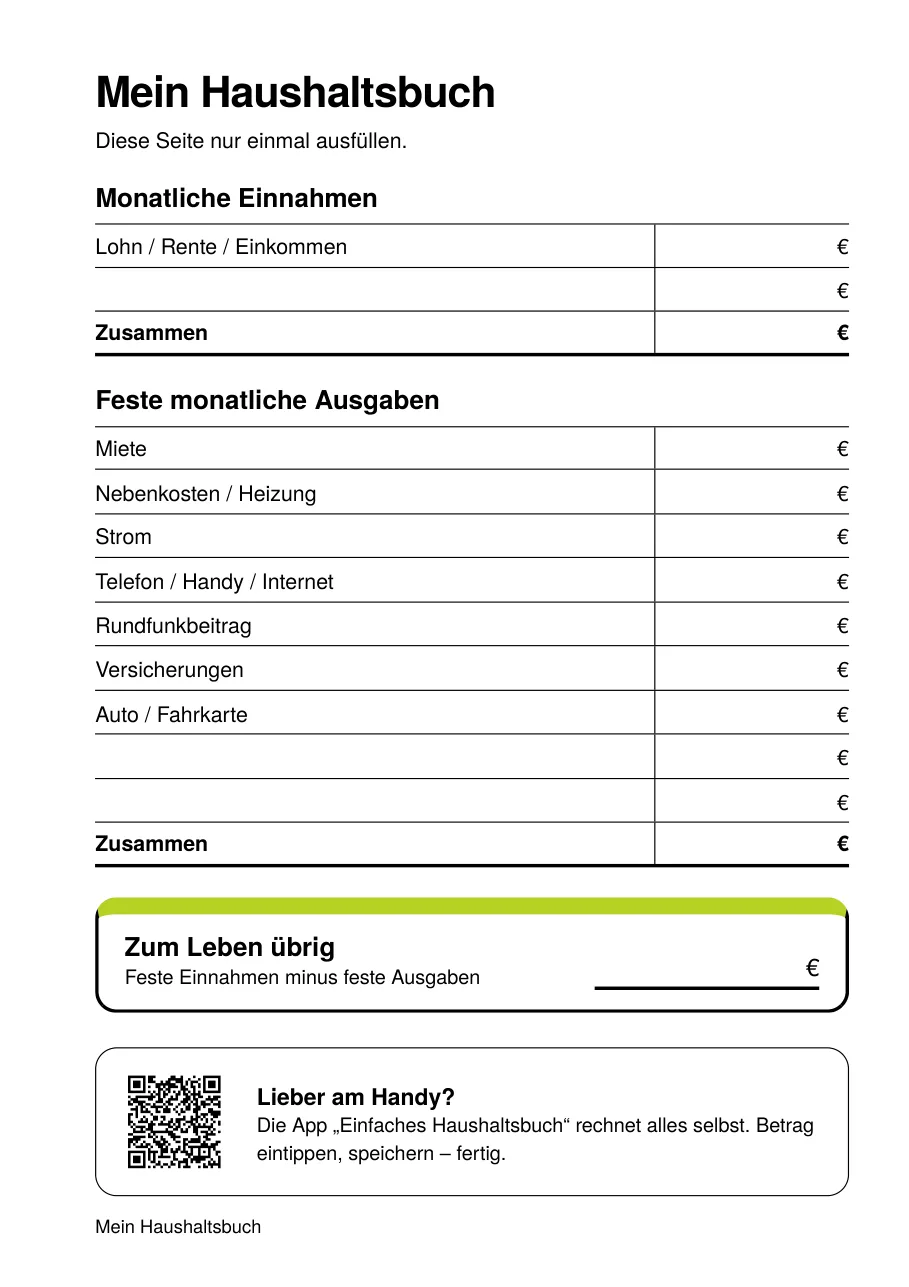 Mein Haushaltsbuch
Diese Seite nur einmal ausfüllen.
Monatliche Einnahmen
Lohn / Rente / Einkommen €
€
Zusammen €
Feste monatliche Ausgaben
Miete €
Nebenkosten / Heizung €
Strom €
Telefon / Handy / Internet €
Rundfunkbeitrag €
Versicherungen €
Auto / Fahrkarte €
€
€
Zusammen €
Zum Leben übrig
Feste Einnahmen minus feste Ausgaben €
Lieber am Handy?
Die App „Einfaches Haushaltsbuch“ rechnet alles selbst. Betrag
eintippen, speichern – fertig.
Mein Haushaltsbuch